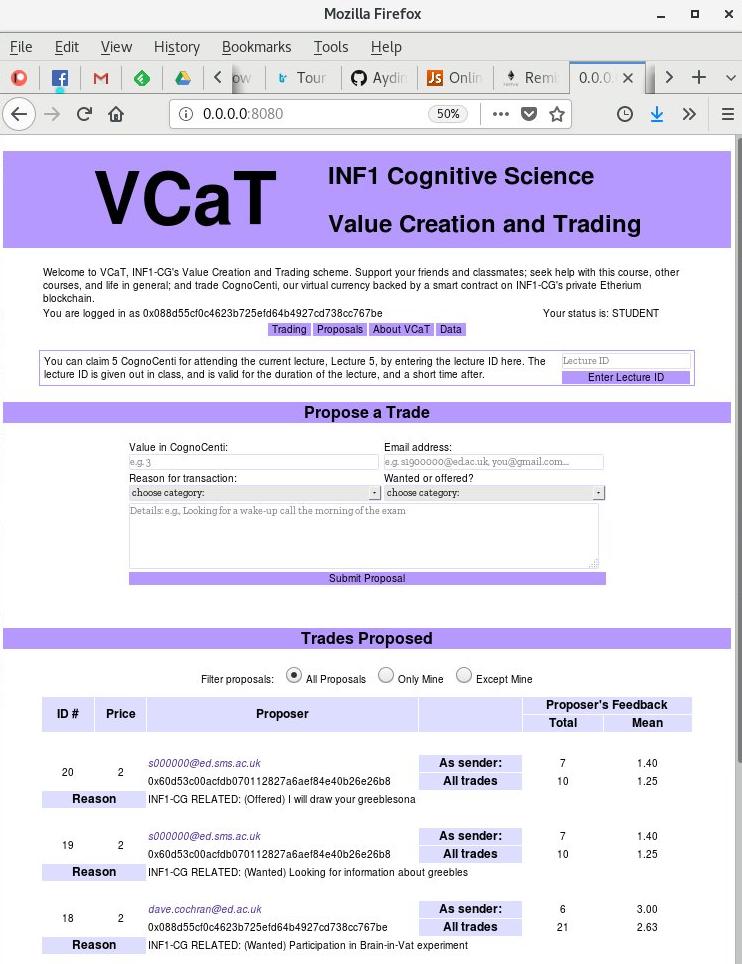 Mozilla Firefox
File Edit View History Bookmarks Tools Help
ow Tour Aydin Onlin Remi 0.0.0.
0.0.0.0:8080 50%
VCaT
INF1 Cognitive Science
Value Creation and Trading
Welcome to VCaT, INF1-CG's Value Creation and Trading scheme. Support your friends and classmates; seek help with this course, other
courses, and life in general; and trade CognoCenti, our virtual currency backed by a smart contract on INF1-CG's private Etherium
blockchain.
You are logged in as 0x088d55cf0c4623b725efd64b4927cd738cc767be Your status is: STUDENT
Trading Proposals About VCaT Data
You can claim 5 CognoCenti for attending the current lecture, Lecture 5, by entering the lecture ID here. The
lecture ID is given out in class, and is valid for the duration of the lecture, and a short time after.
Lecture ID
Enter Lecture ID
Propose a Trade
Value in CognoCenti: Email address:
e.g. 3 e.g. s1900000@ed.ac.uk, you@gmail.com...
Reason for transaction: Wanted or offered?
choose category: choose category:
Details: e.g., Looking for a wake-up call the morning of the exam
Submit Proposal
Trades Proposed
Filter proposals: All Proposals Only Mine Except Mine
ID # Price Proposer Proposer's Feedback
Total Mean
20 2 s000000@ed.sms.ac.uk As sender: 7 1.40
0x60d53c00acfdb070112827a6aef84e40b26e26b8 All trades 10 1.25
Reason INF1-CG RELATED: (Offered) I will draw your greeblesona
19 2 s000000@ed.sms.ac.uk As sender: 7 1.40
0x60d53c00acfdb070112827a6aef84e40b26e26b8 All trades 10 1.25
Reason INF1-CG RELATED: (Wanted) Looking for information about greebles
18 2 dave.cochran@ed.ac.uk As sender: 6 3.00
0x088d55cf0c4623b725efd64b4927cd738cc767be All trades 21 2.63
Reason INF1-CG RELATED: (Wanted) Participation in Brain-in-Vat experiment